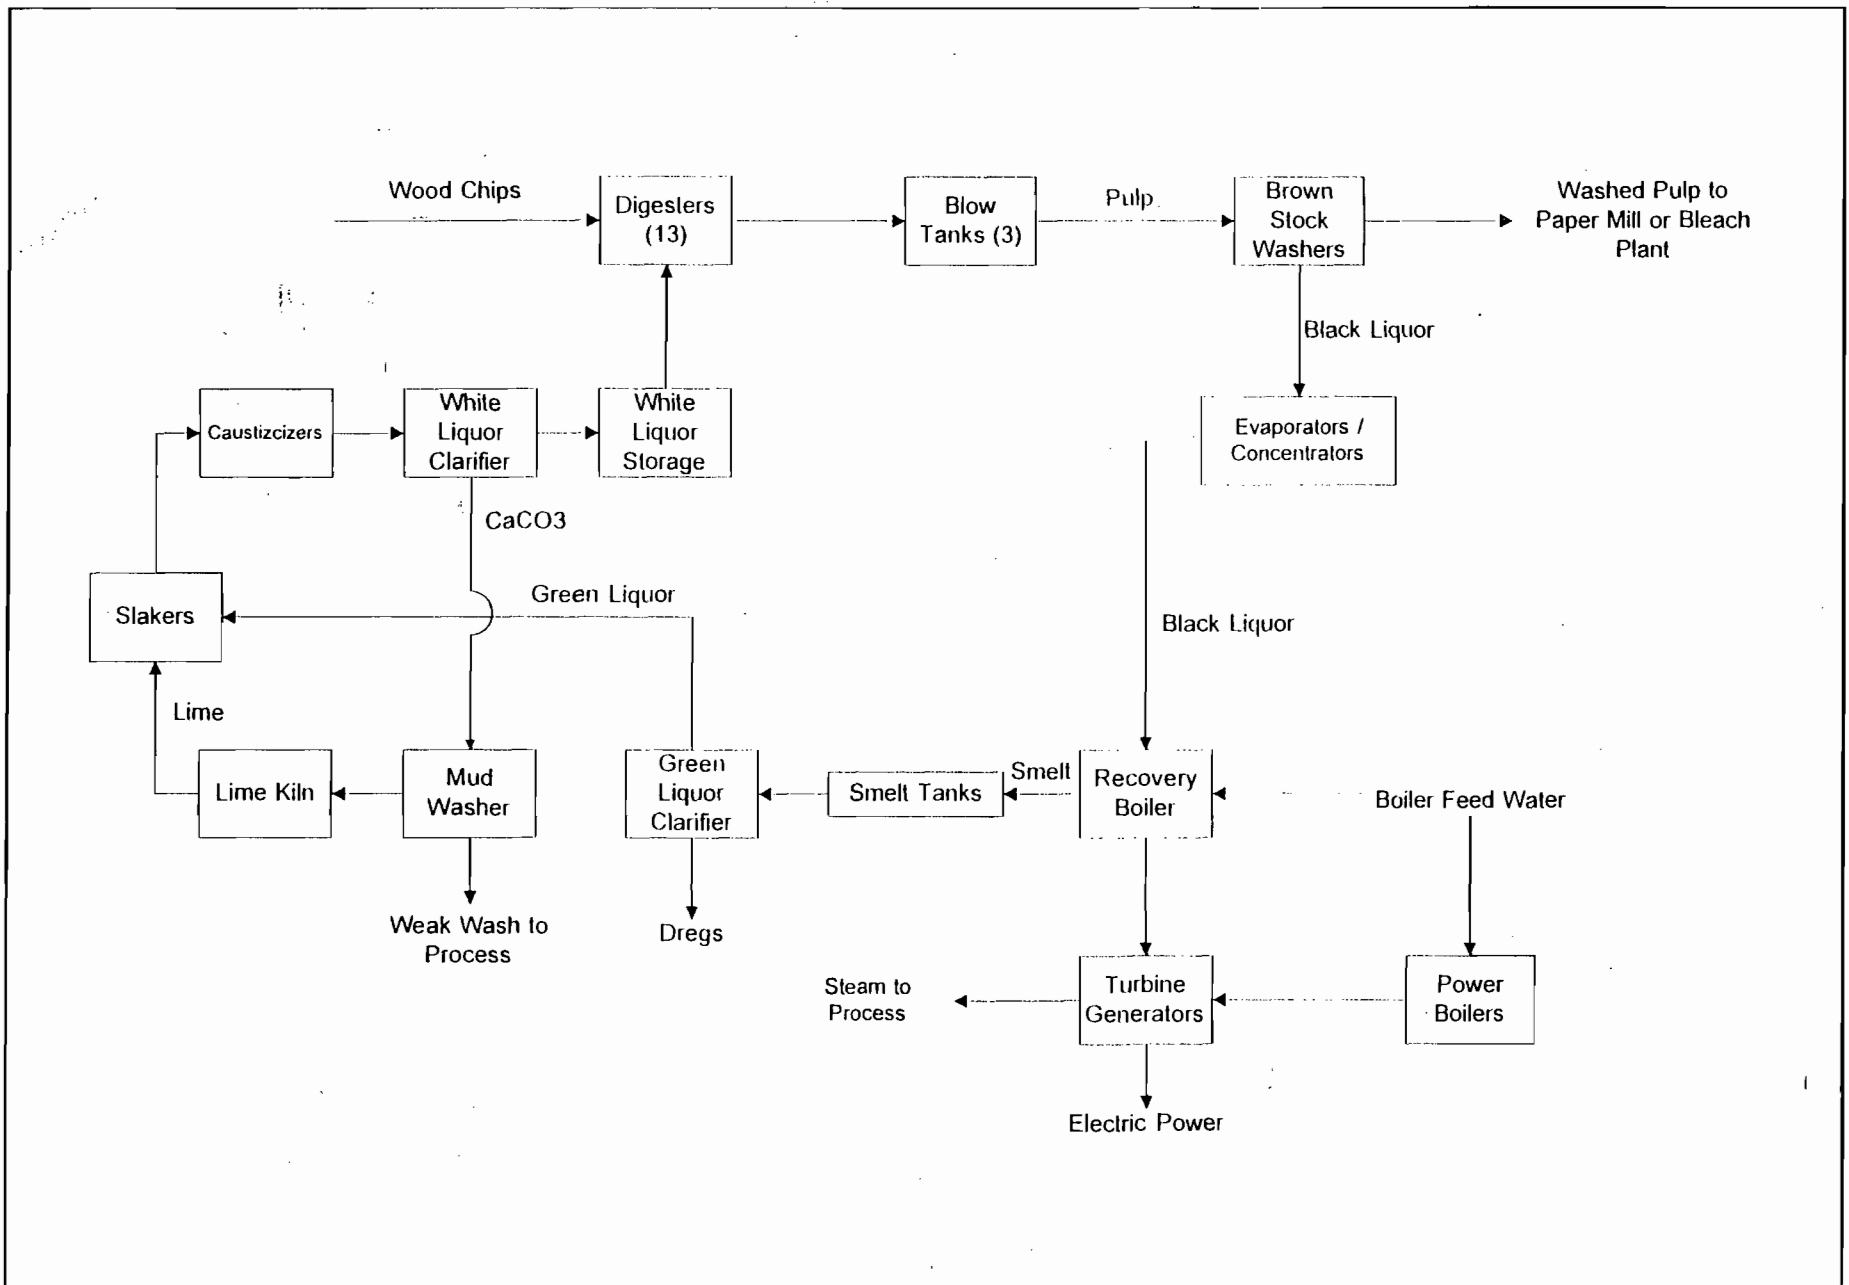 Wood Chips
Digesters
(13)
Blow
Tanks (3)
Pulp
Brown
Stock
Washers
Washed Pulp to
Paper Mill or Bleach
Plant
Black Liquor
Caustizcizers
White
Liquor
Clarifier
White
Liquor
Storage
Evaporators /
Concentrators
CaCO3
Green Liquor
Slakers
Black Liquor
Lime
Lime Kiln
Mud
Washer
Green
Liquor
Clarifier
Smelt Tanks
Smelt
Recovery
Boiler
Boiler Feed Water
Weak Wash to
Process
Dregs
Steam to
Process
Turbine
Generators
Power
Boilers
Electric Power